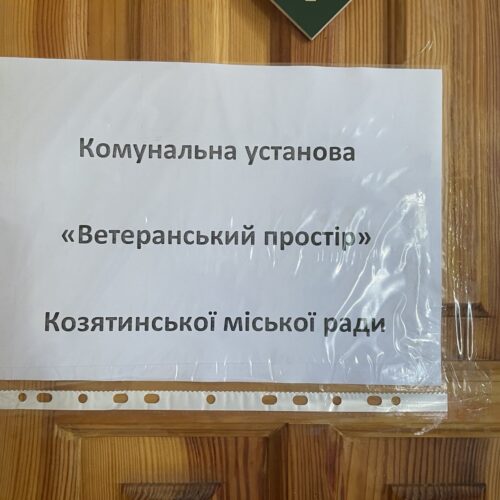 Комунальна установа
«Ветеранський простір»
Козятинської міської ради